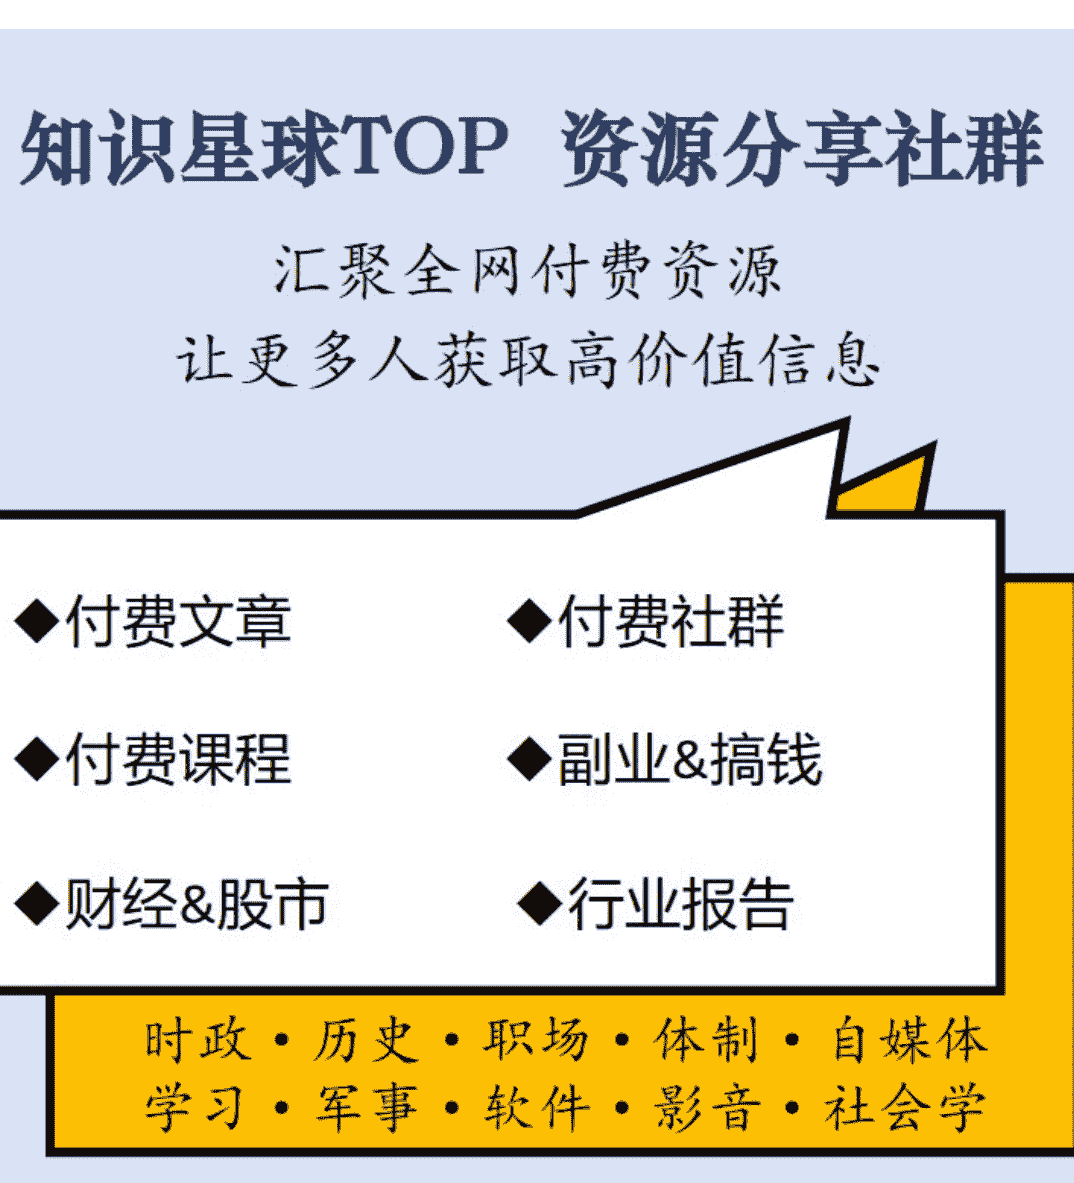 知识星球TOP 资源分享社群
汇聚全网付费资源
让更多人获取高价值信息
◆付费文章 ◆付费社群
◆付费课程 ◆副业&搞钱
◆财经&股市 ◆行业报告
时政·历史·职场·体制·自媒体
学习·军事·软件·影音·社会学